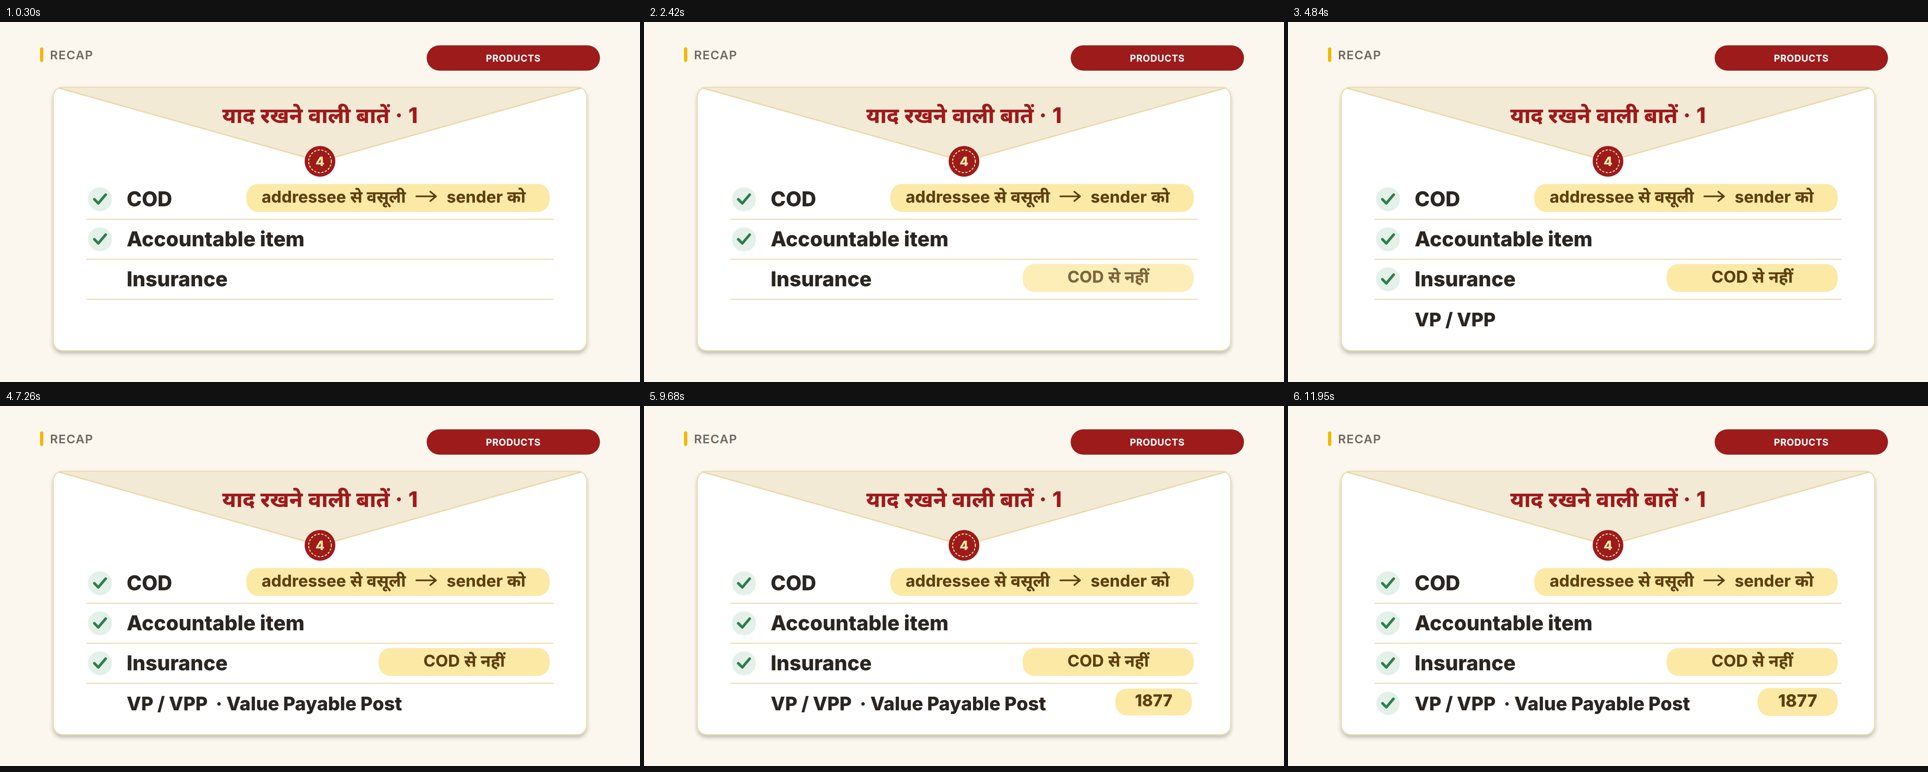 1. 0.30s
RECAP
PRODUCTS
याद रखने वाली बातें · 1
4
COD addressee से वसूली → sender को
Accountable item
Insurance
2. 2.42s
RECAP
PRODUCTS
याद रखने वाली बातें · 1
4
COD addressee से वसूली → sender को
Accountable item
Insurance COD से नहीं
3. 4.84s
RECAP
PRODUCTS
याद रखने वाली बातें · 1
4
COD addressee से वसूली → sender को
Accountable item
Insurance COD से नहीं
VP / VPP
4. 7.26s
RECAP
PRODUCTS
याद रखने वाली बातें · 1
4
COD addressee से वसूली → sender को
Accountable item
Insurance COD से नहीं
VP / VPP · Value Payable Post
5. 9.68s
RECAP
PRODUCTS
याद रखने वाली बातें · 1
4
COD addressee से वसूली → sender को
Accountable item
Insurance COD से नहीं
VP / VPP · Value Payable Post 1877
6. 11.95s
RECAP
PRODUCTS
याद रखने वाली बातें · 1
4
COD addressee से वसूली → sender को
Accountable item
Insurance COD से नहीं
VP / VPP · Value Payable Post 1877